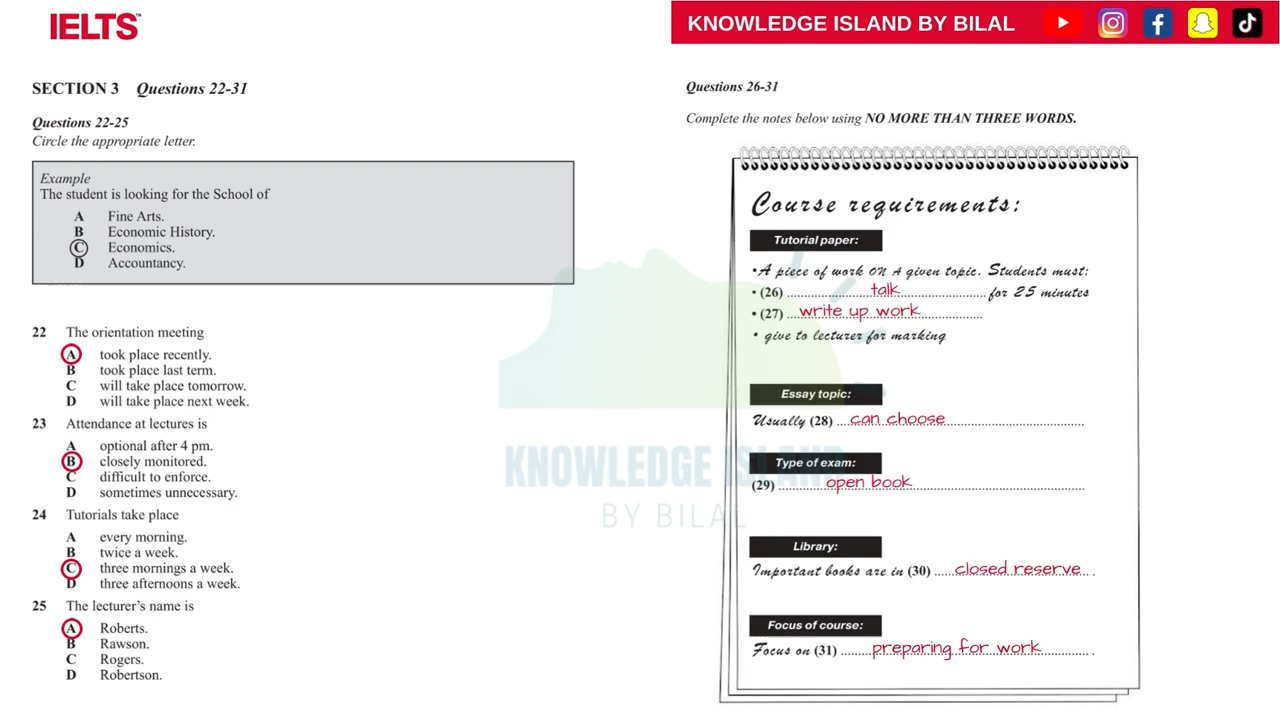 IELTS™
KNOWLEDGE ISLAND BY BILAL
SECTION 3 Questions 22-31
Questions 22-25
Circle the appropriate letter.
Example
The student is looking for the School of
A Fine Arts.
B Economic History.
C Economics.
D Accountancy.
22 The orientation meeting
A took place recently.
B took place last term.
C will take place tomorrow.
D will take place next week.
23 Attendance at lectures is
A optional after 4 pm.
B closely monitored.
C difficult to enforce.
D sometimes unnecessary.
24 Tutorials take place
A every morning.
B twice a week.
C three mornings a week.
D three afternoons a week.
25 The lecturer's name is
A Roberts.
B Rawson.
C Rogers.
D Robertson.
Questions 26-31
Complete the notes below using NO MORE THAN THREE WORDS.
Course requirements:
Tutorial paper:
•A piece of work on a given topic. Students must:
• (26) talk for 25 minutes
• (27) write up work
• give to lecturer for marking
Essay topic:
Usually (28) can choose
Type of exam:
(29) open book
Library:
Important books are in (30) closed reserve .
Focus of course:
Focus on (31) preparing for work .
KNOWLEDGE ISLAND
BY BILAL